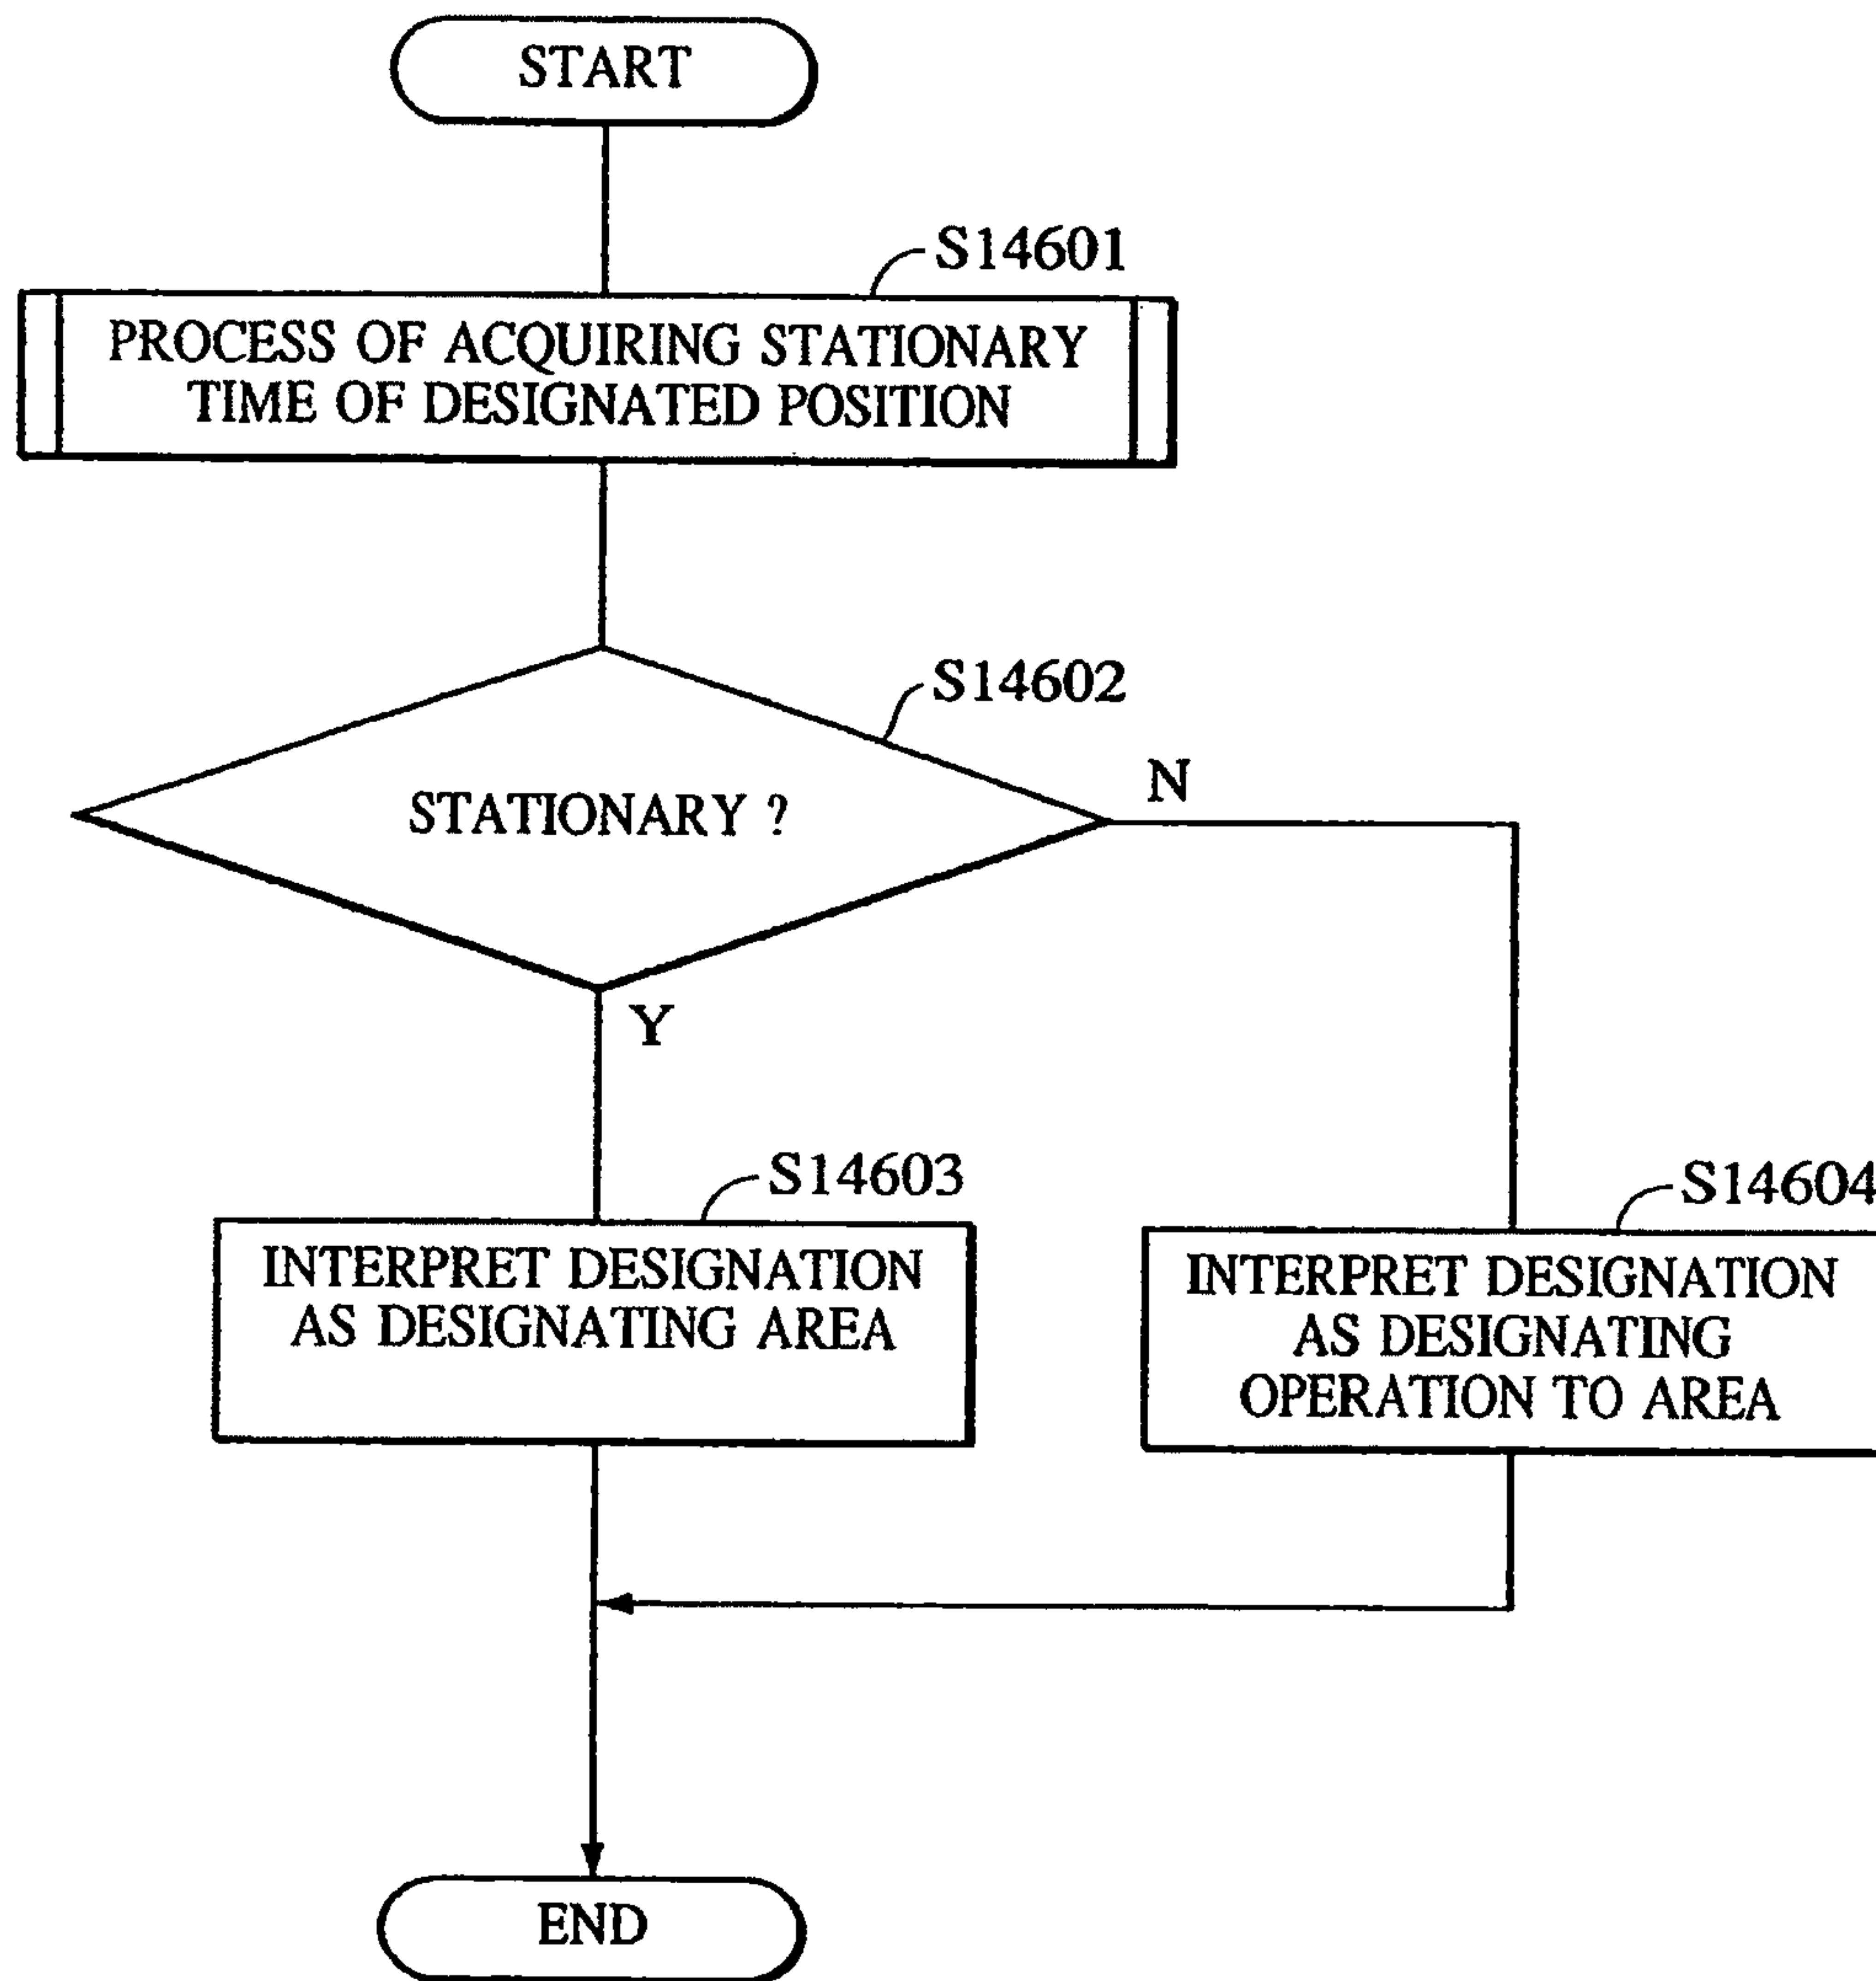 START
S14601
PROCESS OF ACQUIRING STATIONARY
TIME OF DESIGNATED POSITION
S14602
STATIONARY ?
N
Y
S14603
INTERPRET DESIGNATION
AS DESIGNATING AREA
S14604
INTERPRET DESIGNATION
AS DESIGNATING
OPERATION TO AREA
END